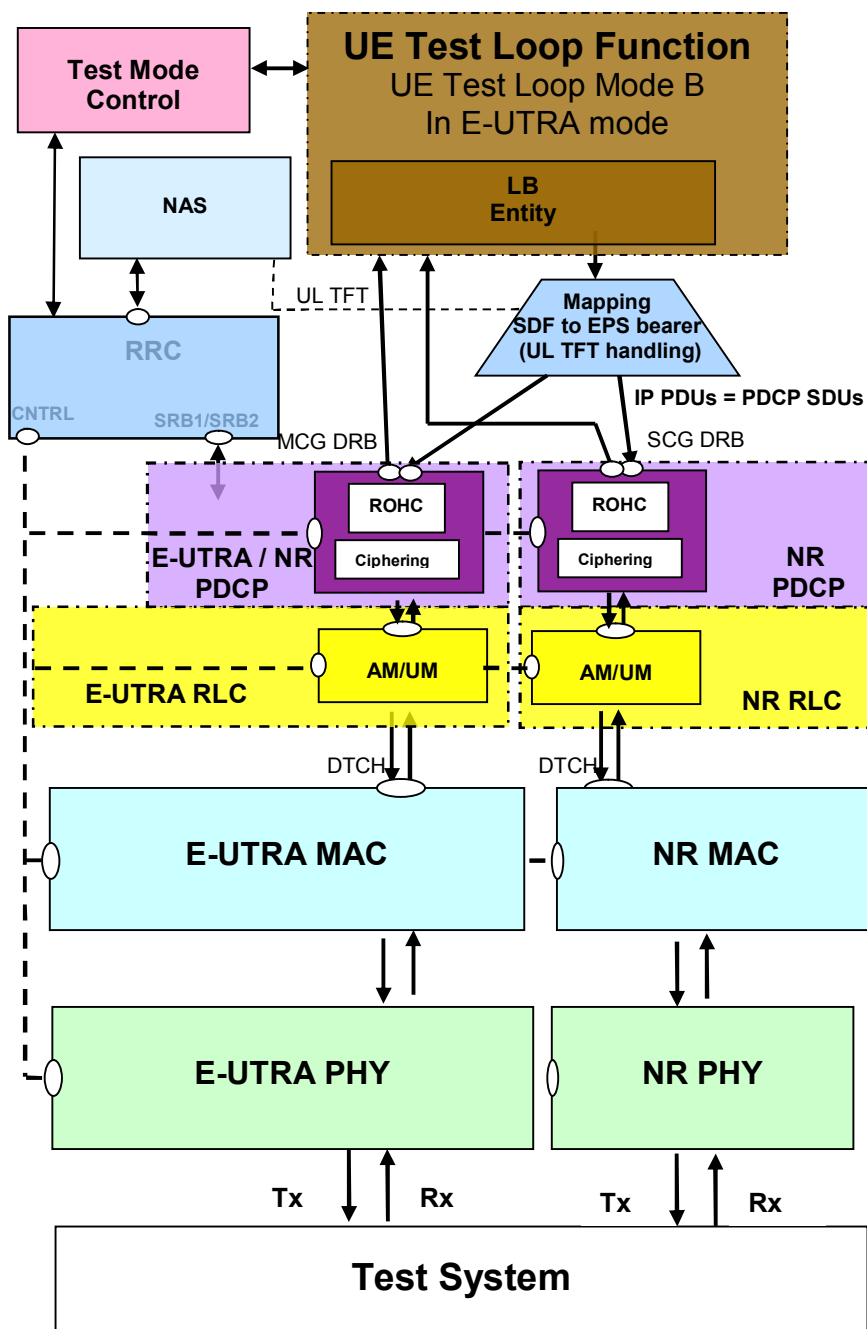 Test Mode
Control
UE Test Loop Function
UE Test Loop Mode B
In E-UTRA mode
LB
Entity
NAS
UL TFT
Mapping
SDF to EPS bearer
(UL TFT handling)
RRC
CNTRL
SRB1/SRB2
IP PDUs = PDCP SDUs
MCG DRB
SCG DRB
ROHC
Ciphering
E-UTRA / NR
PDCP
ROHC
Ciphering
NR
PDCP
AM/UM
E-UTRA RLC
AM/UM
NR RLC
DTCH
DTCH
E-UTRA MAC
NR MAC
E-UTRA PHY
NR PHY
Tx
Rx
Tx
Rx
Test System